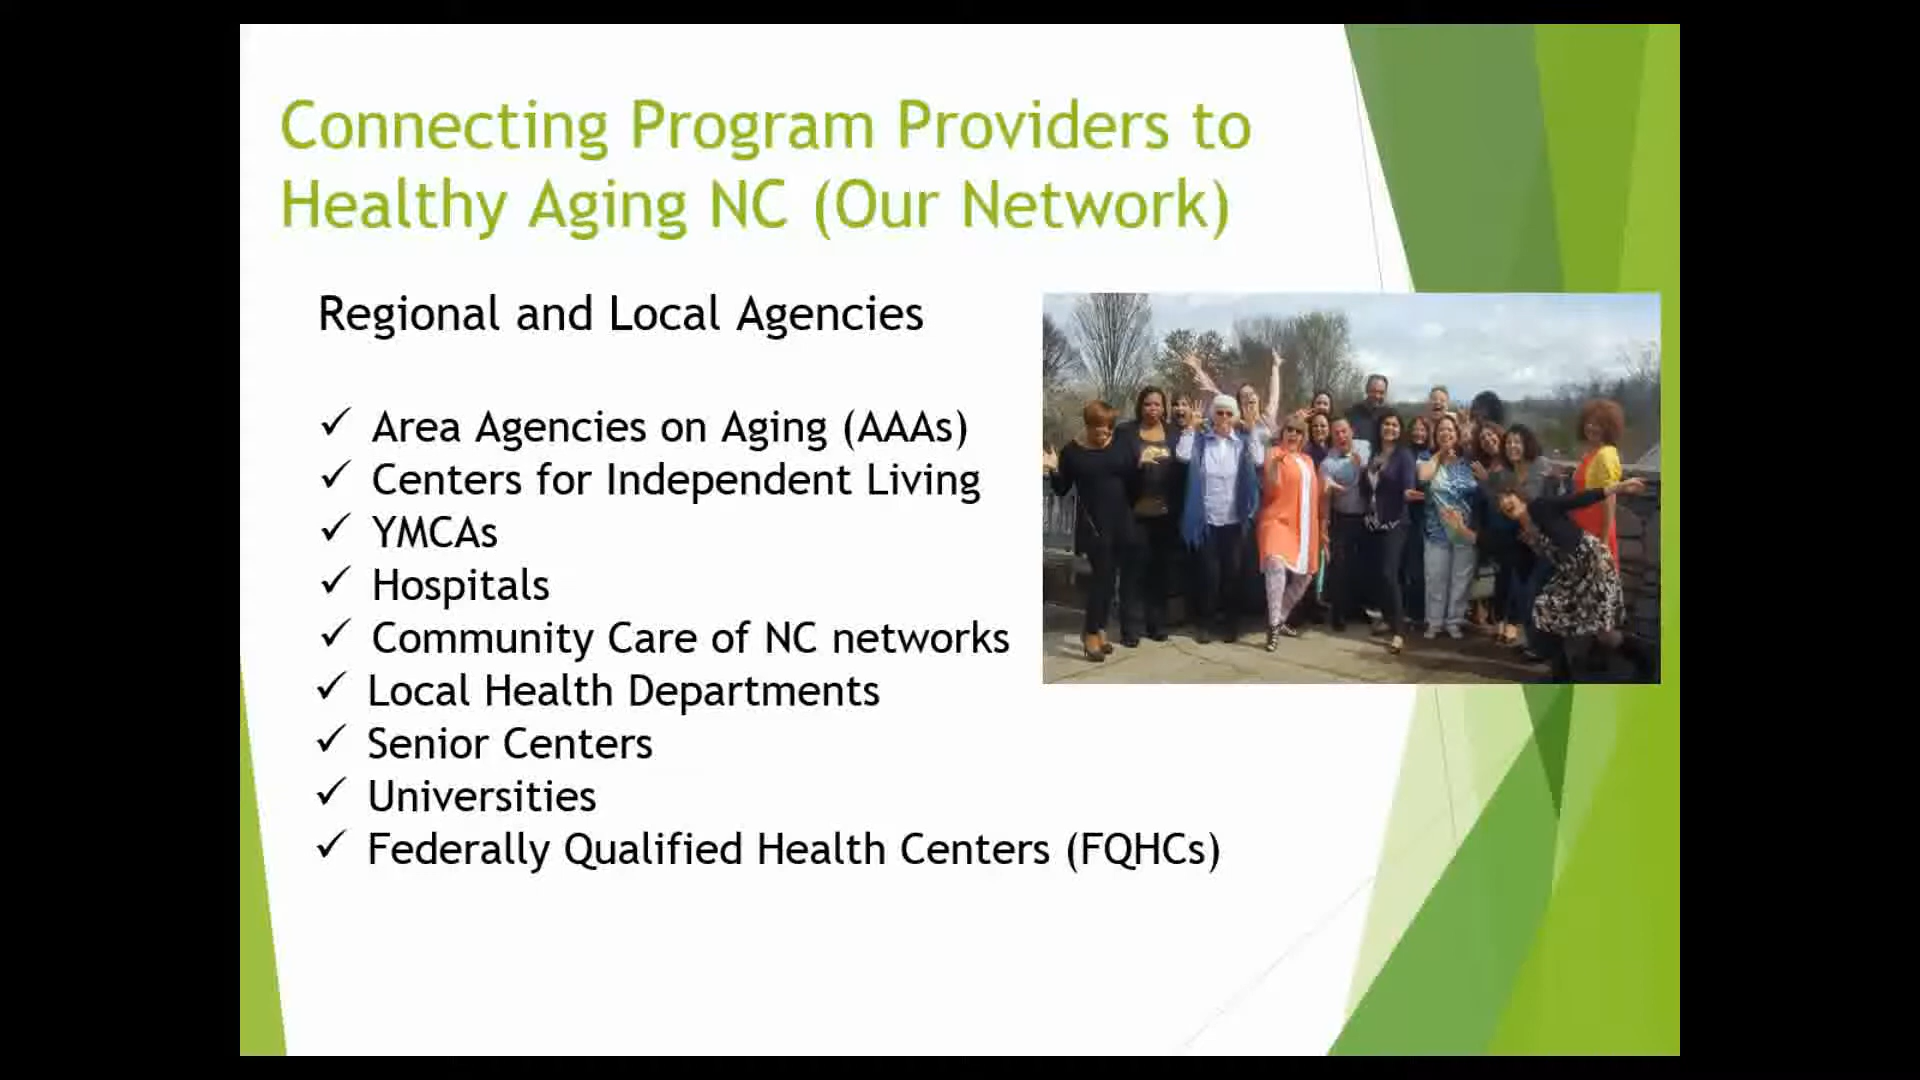 Connecting Program Providers to
Healthy Aging NC (Our Network)
Regional and Local Agencies
✓ Area Agencies on Aging (AAAs)
✓ Centers for Independent Living
✓ YMCAs
✓ Hospitals
✓ Community Care of NC networks
✓ Local Health Departments
✓ Senior Centers
✓ Universities
✓ Federally Qualified Health Centers (FQHCs)